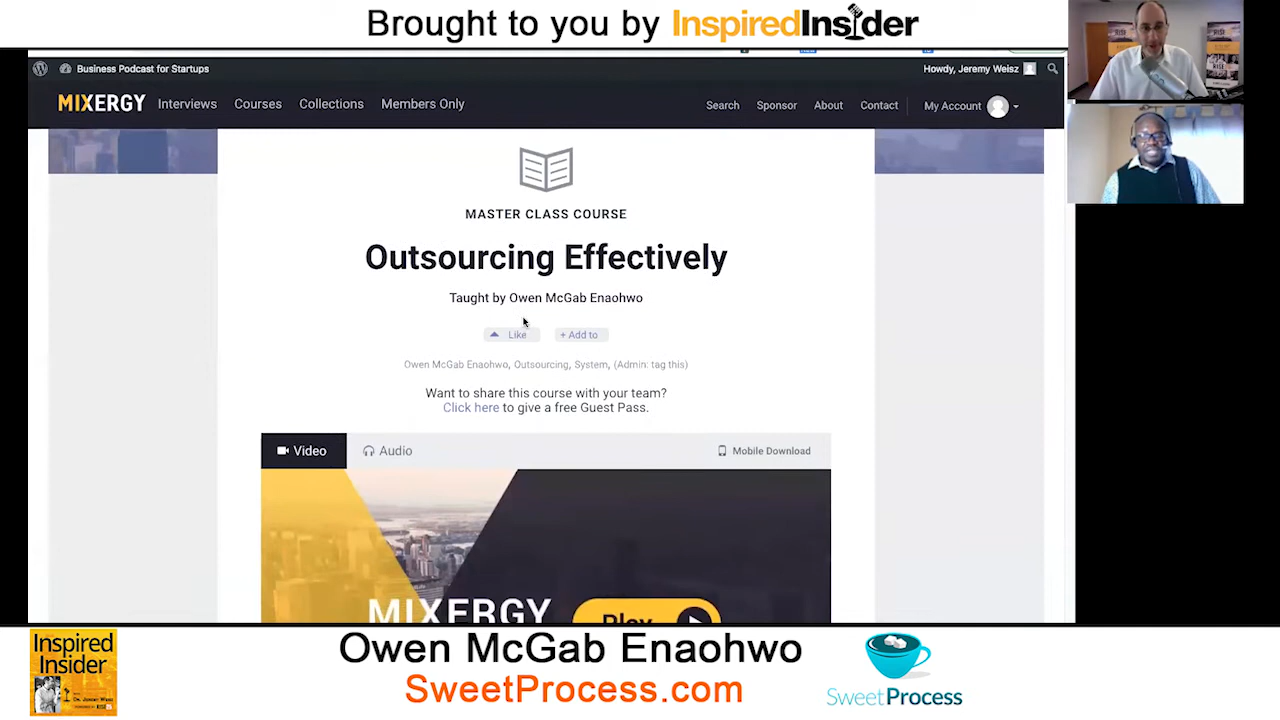 Brought to you by InspiredInsider
Business Podcast for Startups
Howdy, Jeremy Weisz
MIXERGY Interviews Courses Collections Members Only
Search Sponsor About Contact My Account
MASTER CLASS COURSE
Outsourcing Effectively
Taught by Owen McGab Enaohwo
Like + Add to
Owen McGab Enaohwo, Outsourcing, System, (Admin: tag this)
Want to share this course with your team?
Click here to give a free Guest Pass.
Video Audio Mobile Download
MIXERGY Play
Inspired
Insider
Owen McGab Enaohwo
SweetProcess.com
SweetProcess